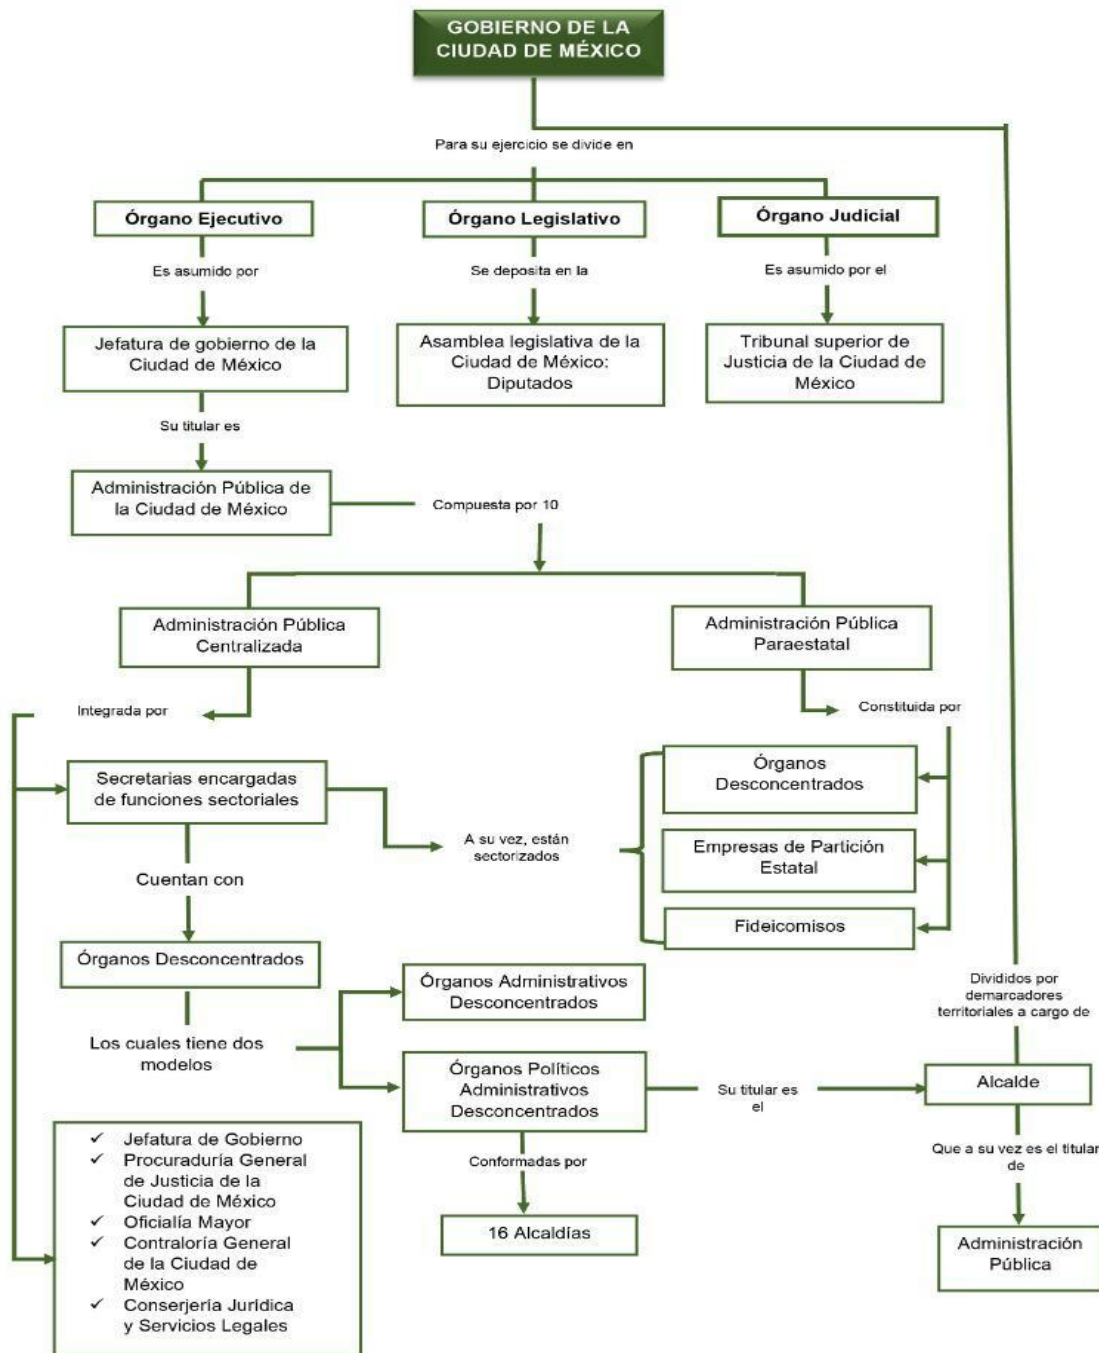 GOBIERNO DE LA
CIUDAD DE MÉXICO
Para su ejercicio se divide en
Órgano Ejecutivo
Órgano Legislativo
Órgano Judicial
Es asumido por
Se deposita en la
Es asumido por el
Jefatura de gobierno de la
Ciudad de México
Asamblea legislativa de la
Ciudad de México:
Diputados
Tribunal superior de
Justicia de la Ciudad de
México
Su titular es
Administración Pública de
la Ciudad de México
Compuesta por 10
Administración Pública
Centralizada
Administración Pública
Paraestatal
Integrada por
Constituida por
Secretarias encargadas
de funciones sectoriales
A su vez, están
sectorizados
Órganos
Desconcentrados
Empresas de Partición
Estatal
Fideicomisos
Cuentan con
Órganos Desconcentrados
Los cuales tiene dos
modelos
Órganos Administrativos
Desconcentrados
Órganos Políticos
Administrativos
Desconcentrados
Su titular es
el
Divididos por
demarcadores
territoriales a cargo de
Alcalde
Que a su vez es el titular
de
Administración
Pública
Conformadas por
16 Alcaldías
✓ Jefatura de Gobierno
✓ Procuraduría General
de Justicia de la
Ciudad de México
✓ Oficialía Mayor
✓ Contraloría General
de la Ciudad de
México
✓ Conserjería Jurídica
y Servicios Legales